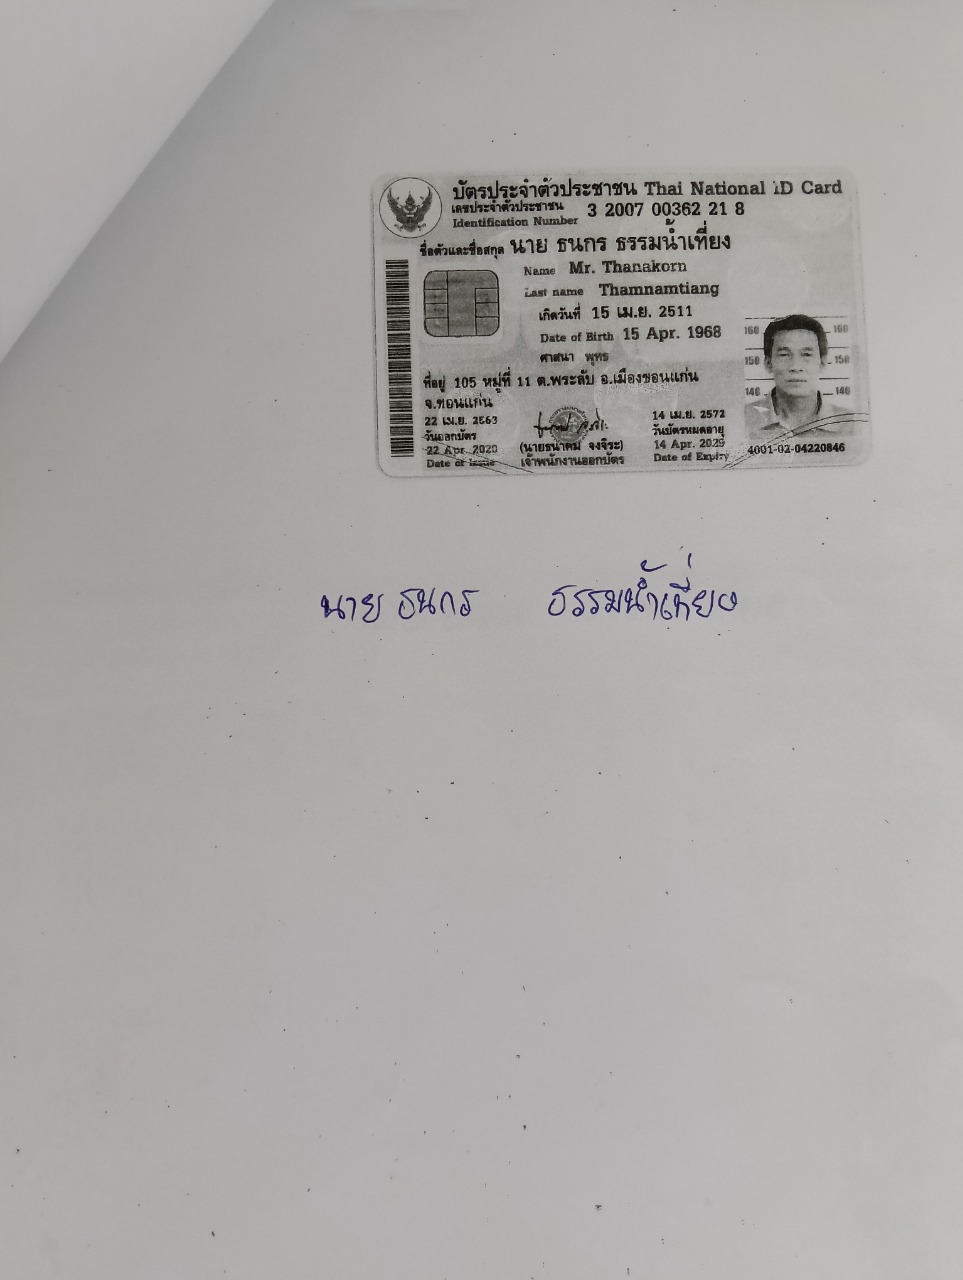 บัตรประจำตัวประชาชน Thai National ID Card
เลขประจำตัวประชาชน
Identification Number 3 2007 00362 21 8
ชื่อตัวและชื่อสกุล นาย ธนกร ธรรมน้ำเที่ยง
Name Mr. Thanakorn
Last name Thamnamtiang
เกิดวันที่ 15 เม.ย. 2511
Date of Birth 15 Apr. 1968
ศาสนา พุทธ
ที่อยู่ 105 หมู่ที่ 11 ต.พระลับ อ.เมืองขอนแก่น
จ.ขอนแก่น
22 เม.ย. 2563
วันออกบัตร
22 Apr. 2020
Date of Issue
(นายธนาคม จงจิระ)
เจ้าพนักงานออกบัตร
14 เม.ย. 2572
วันบัตรหมดอายุ
14 Apr. 2029
Date of Expiry
160 160
150 150
140 140
4001-02-04220846
นาย ธนกร ธรรมน้ำเที่ยง